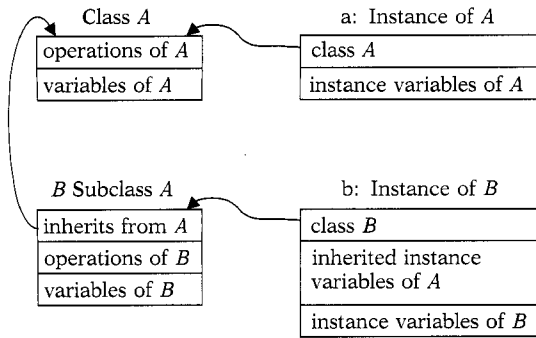 Class A
operations of A
variables of A
a: Instance of A
class A
instance variables of A
B Subclass A
inherits from A
operations of B
variables of B
b: Instance of B
class B
inherited instance
variables of A
instance variables of B